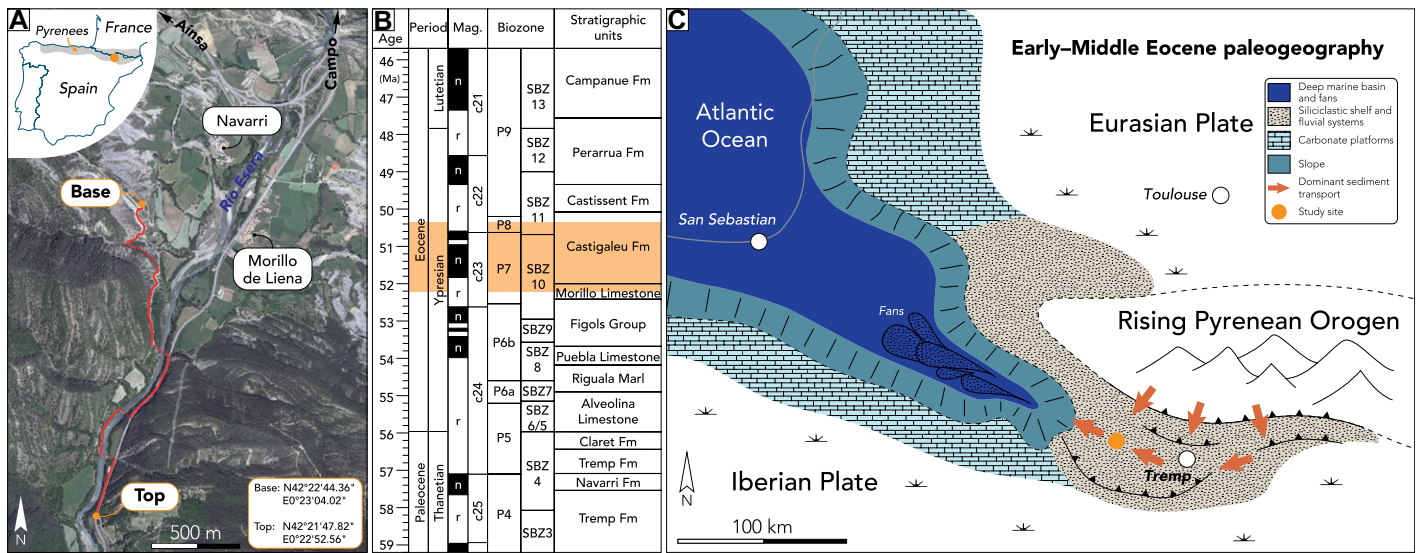 A
Pyrenees
France
Spain
Aínsa
Campo
Navarri
Río Ésera
Base
Morillo
de Liena
Top
Base: N42°22'44.36"
E0°23'04.02"
Top: N42°21'47.82"
E0°22'52.56"
N
500 m
B
Age
Period
Mag.
Biozone
Stratigraphic
units
46
(Ma)
47
48
49
50
51
52
53
54
55
56
57
58
59
Eocene
Paleocene
Lutetian
Ypresian
Thanetian
n
r
n
r
n
r
n
n
r
n
r
c21
c22
c23
c24
c25
P9
P8
P7
P6b
P6a
P5
P4
SBZ
13
SBZ
12
SBZ
11
SBZ
10
SBZ9
SBZ
8
SBZ7
SBZ
6/5
SBZ
4
SBZ3
Campanue Fm
Perarrua Fm
Castissent Fm
Castigaleu Fm
Morillo Limestone
Figols Group
Puebla Limestone
Riguala Marl
Alveolina
Limestone
Claret Fm
Tremp Fm
Navarri Fm
Tremp Fm
C
Early–Middle Eocene paleogeography
Deep marine basin
and fans
Siliciclastic shelf and
fluvial systems
Carbonate platforms
Slope
Dominant sediment
transport
Study site
Atlantic
Ocean
Eurasian Plate
Toulouse
San Sebastian
Fans
Rising Pyrenean Orogen
Tremp
Iberian Plate
N
100 km